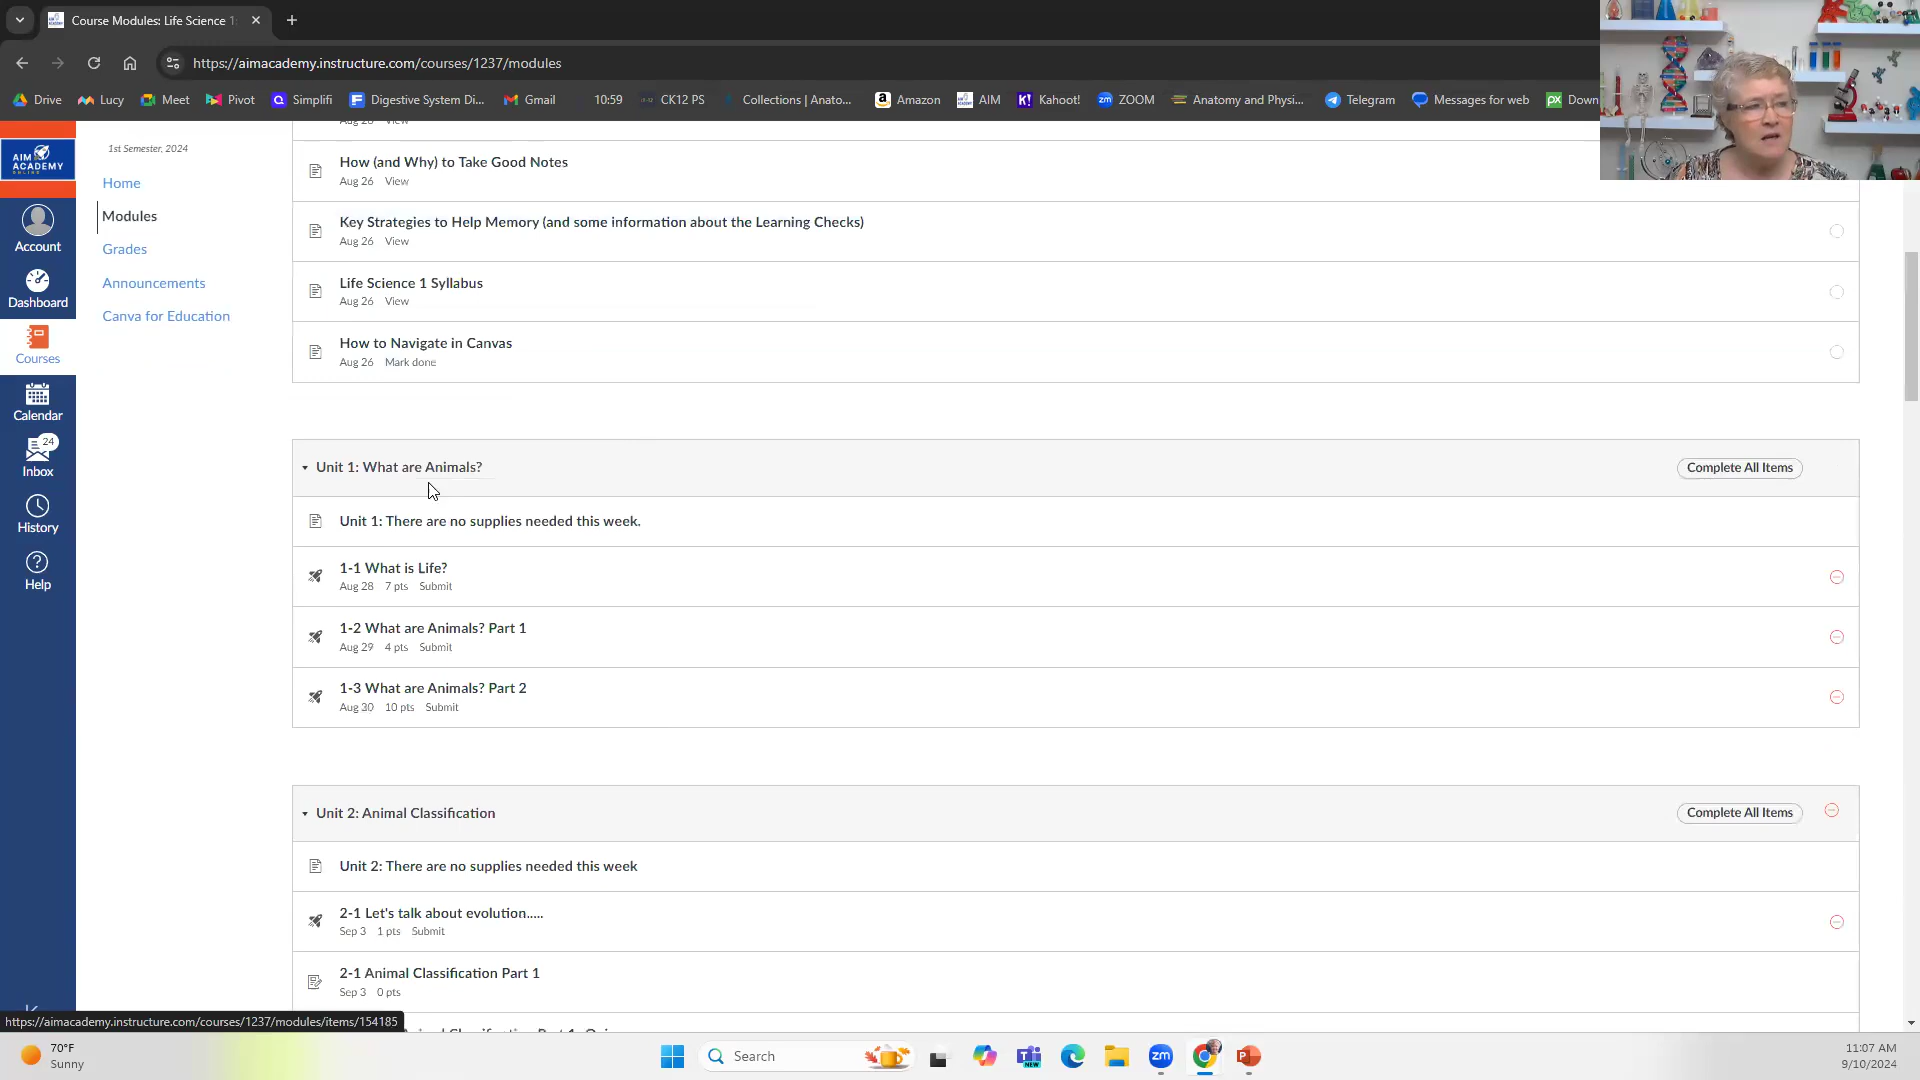 Course Modules: Life Science 1
https://aimacademy.instructure.com/courses/1237/modules
Drive
Lucy
Meet
Pivot
Simplifi
Digestive System Di...
Gmail
10:59
CK12 PS
Collections | Anato...
Amazon
AIM
Kahoot!
ZOOM
Anatomy and Physi...
Telegram
Messages for web
Down
AIM
ACADEMY
ONLINE
Account
Dashboard
Courses
Calendar
24
Inbox
History
Help
1st Semester, 2024
Home
Modules
Grades
Announcements
Canva for Education
Aug 26 View
How (and Why) to Take Good Notes
Aug 26 View
Key Strategies to Help Memory (and some information about the Learning Checks)
Aug 26 View
Life Science 1 Syllabus
Aug 26 View
How to Navigate in Canvas
Aug 26 Mark done
Unit 1: What are Animals?
Complete All Items
Unit 1: There are no supplies needed this week.
1-1 What is Life?
Aug 28 7 pts Submit
1-2 What are Animals? Part 1
Aug 29 4 pts Submit
1-3 What are Animals? Part 2
Aug 30 10 pts Submit
Unit 2: Animal Classification
Complete All Items
Unit 2: There are no supplies needed this week
2-1 Let's talk about evolution.....
Sep 3 1 pts Submit
2-1 Animal Classification Part 1
Sep 3 0 pts
https://aimacademy.instructure.com/courses/1237/modules/items/154185
70°F
Sunny
Search
11:07 AM
9/10/2024